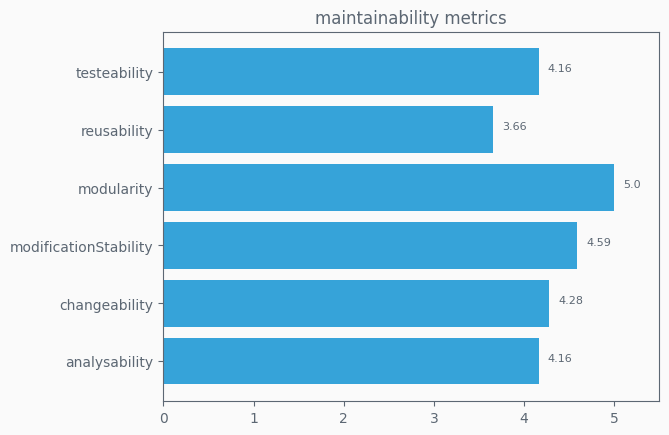 maintainability metrics
testeability
4.16
reusability
3.66
modularity
5.0
modificationStability
4.59
changeability
4.28
analysability
4.16
0 1 2 3 4 5